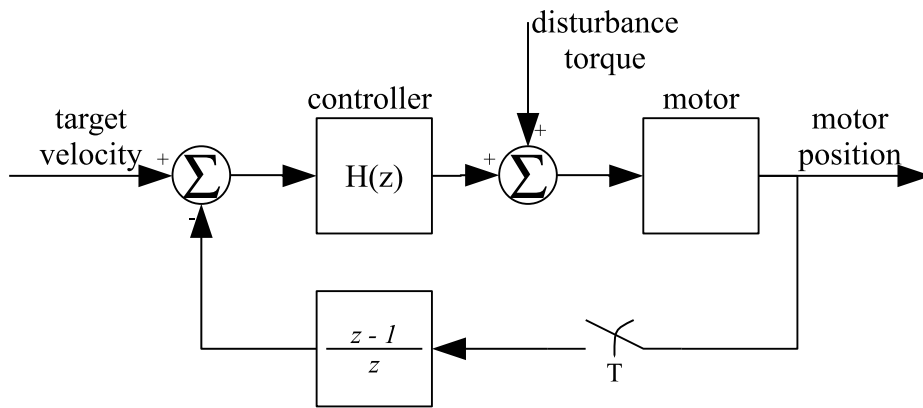 disturbance
torque
controller
motor
target
velocity
motor
position
+
+
+
Σ
H(z)
Σ
-
z - 1
z
T